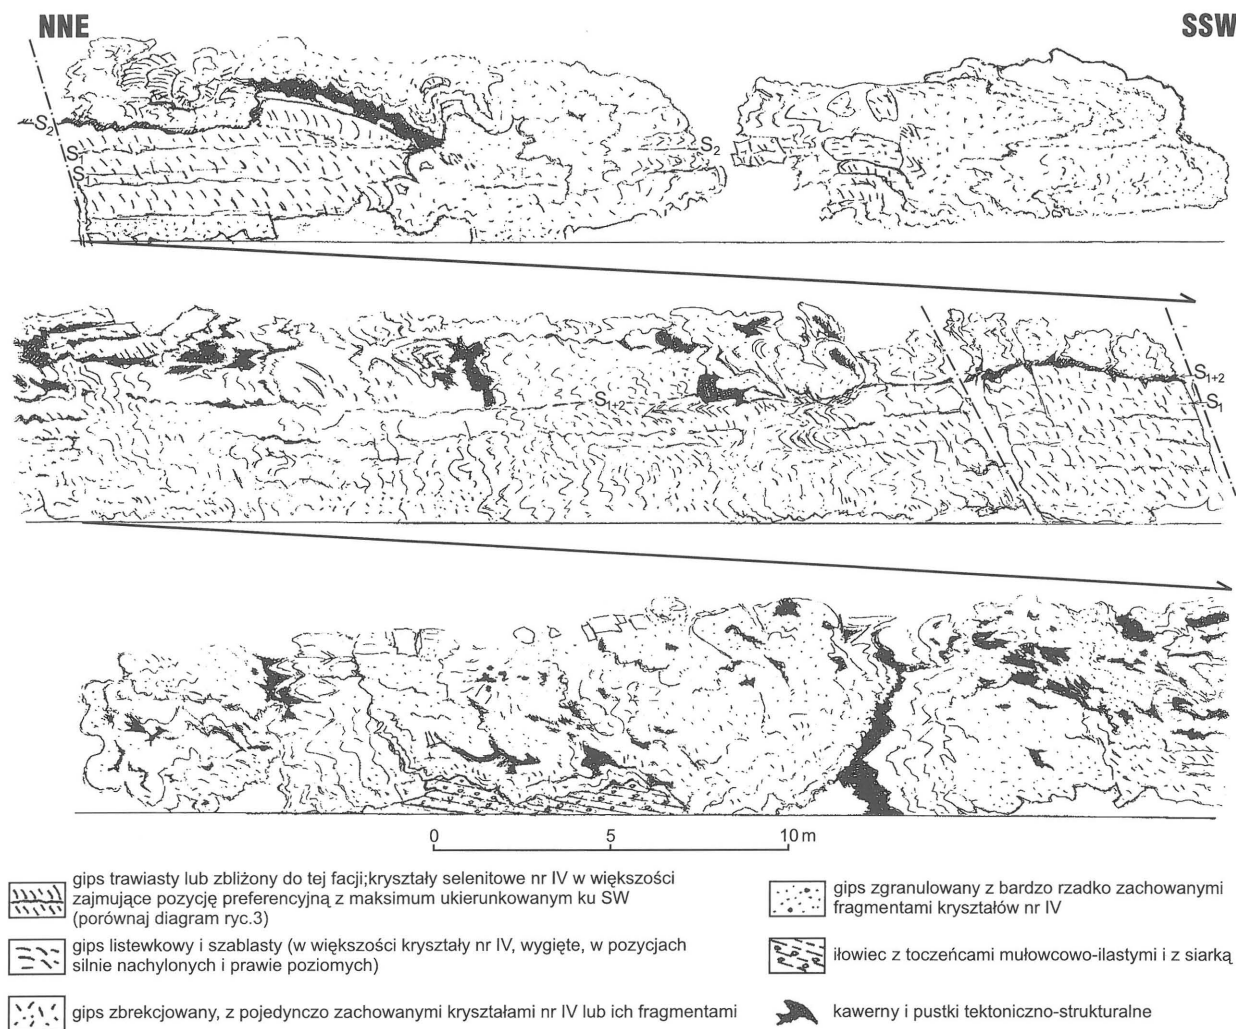 NNE
SSW
S2
S
S
S2
S1+2
S1+2
S1
0 5 10 m
gips trawiasty lub zbliżony do tej facji;kryształy selenitowe nr IV w większości
zajmujące pozycję preferencyjną z maksimum ukierunkowanym ku SW
(porównaj diagram ryc.3)
gips listewkowy i szablasty (w większości kryształy nr IV, wygięte, w pozycjach
silnie nachylonych i prawie poziomych)
gips zbrekcjowany, z pojedynczo zachowanymi kryształami nr IV lub ich fragmentami
gips zgranulowany z bardzo rzadko zachowanymi
fragmentami kryształów nr IV
iłowiec z toczeńcami mułowcowo-ilastymi i z siarką
kawerny i pustki tektoniczno-strukturalne